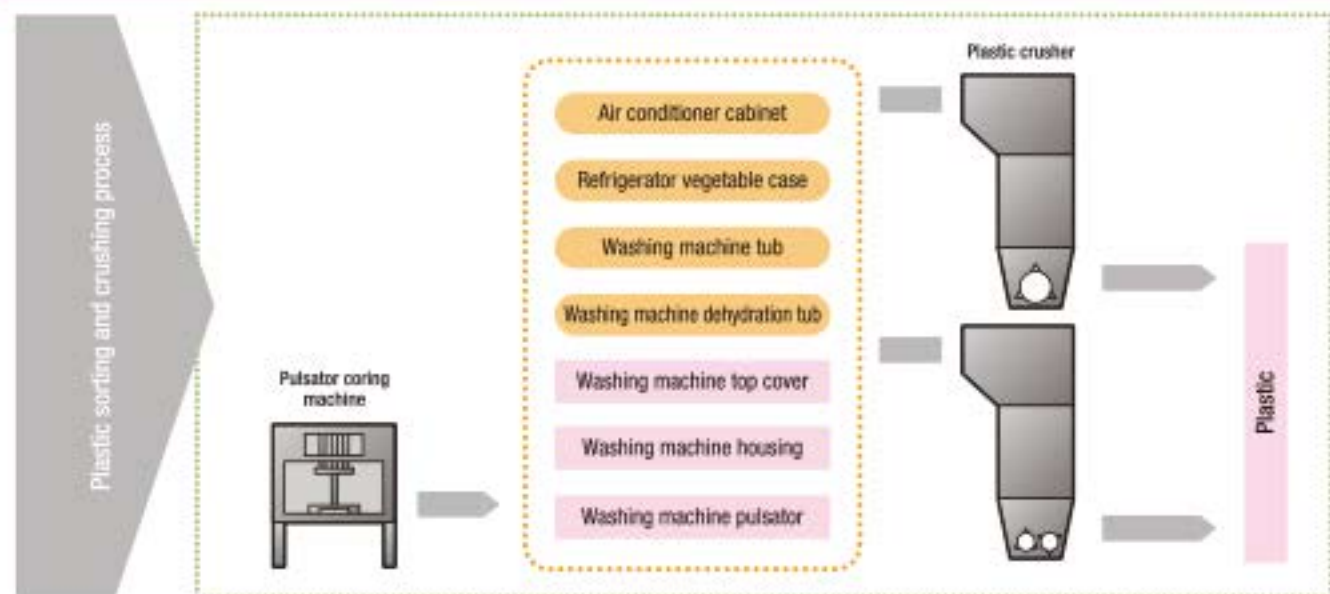 Plastic sorting and crushing process
Pulsator coring
machine
Air conditioner cabinet
Refrigerator vegetable case
Washing machine tub
Washing machine dehydration tub
Washing machine top cover
Washing machine housing
Washing machine pulsator
Plastic crusher
Plastic